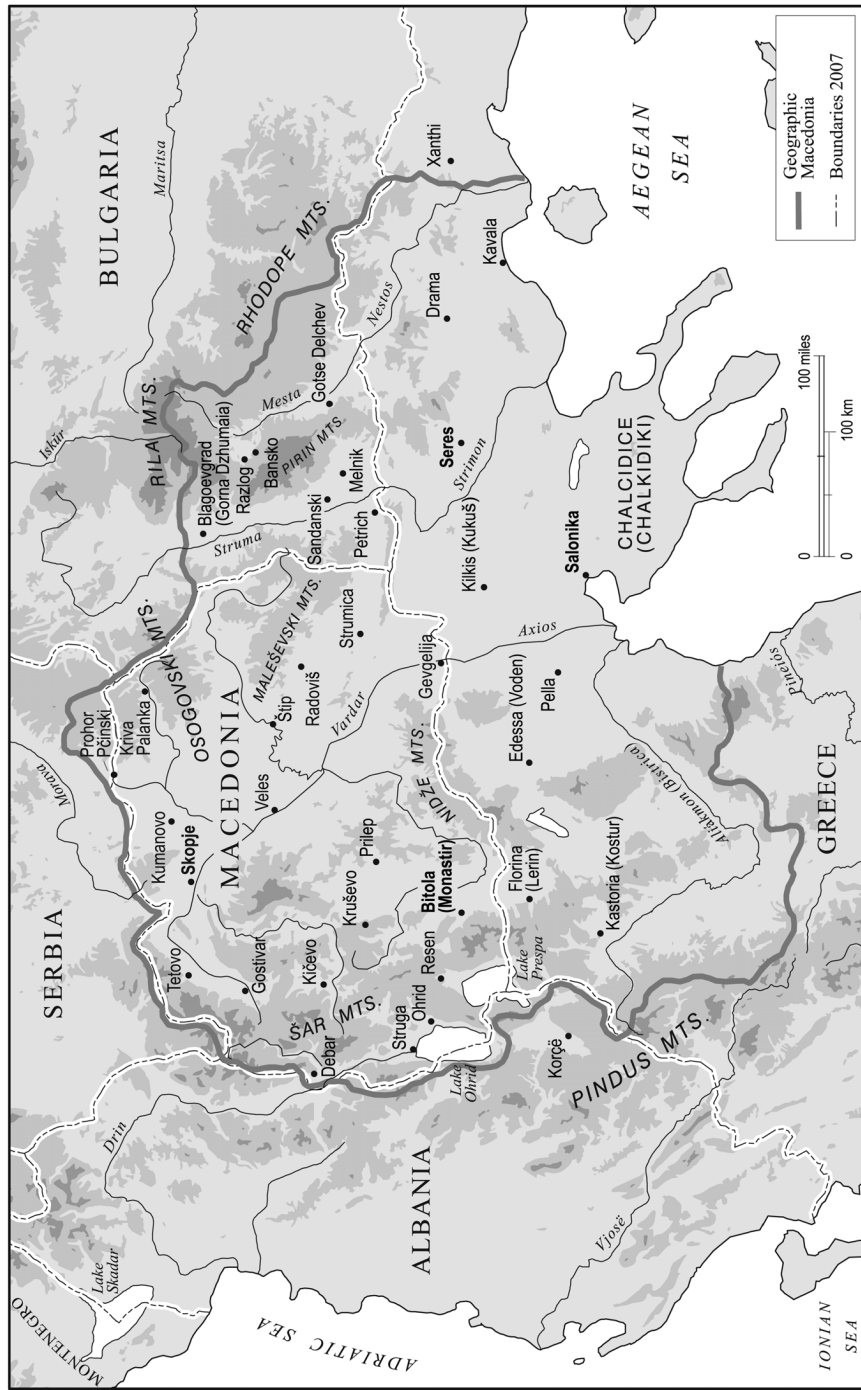 BULGARIA
Maritsa
Iskŭr
RILA MTS.
RHODOPE MTS.
Xanthi
Kavala
Drama
Nestos
Gotse Delchev
Mesta
Blagoevgrad
(Gorna Dzhumaia)
Razlog
Bansko
PIRIN MTS.
Melnik
Sandanski
Petrich
Struma
Seres
Strimon
Kilkis (Kukuš)
Salonika
CHALCIDICE
(CHALKIDIKI)
AEGEAN
SEA
Geographic
Macedonia
Boundaries 2007
0
100 miles
0
100 km
SERBIA
Morava
Prohor
Pčinski
Kriva
Palanka
OSOGOVSKI MTS.
MALEŠEVSKI MTS.
Strumica
Štip
Radoviš
Vardar
Gevgelija
Axios
Kumanovo
Skopje
MACEDONIA
Veles
Prilep
Kruševo
NIDŽE MTS.
Bitola
(Monastir)
Edessa (Voden)
Pella
Florina
(Lerin)
Kastoria (Kostur)
Aliakmon (Bistrica)
Pineiós
GREECE
Tetovo
Gostivar
Kičevo
ŠAR MTS.
Resen
Ohrid
Struga
Debar
Lake
Prespa
Lake
Ohrid
Korçë
PINDUS MTS.
Drin
ALBANIA
Vjosë
MONTENEGRO
Lake
Skadar
ADRIATIC SEA
IONIAN
SEA